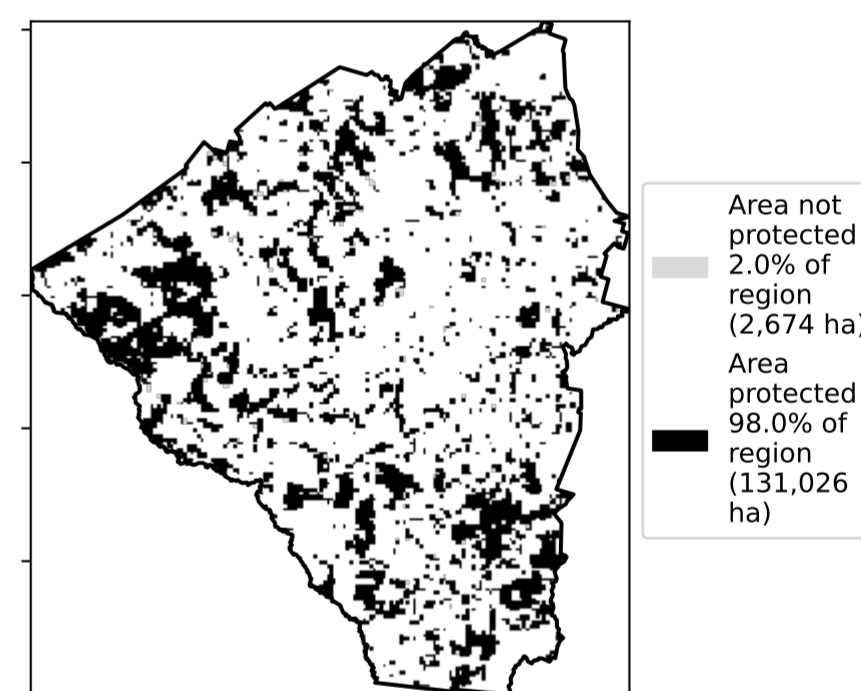 Area not
protected
2.0% of
region
(2,674 ha)
Area
protected
98.0% of
region
(131,026
ha)